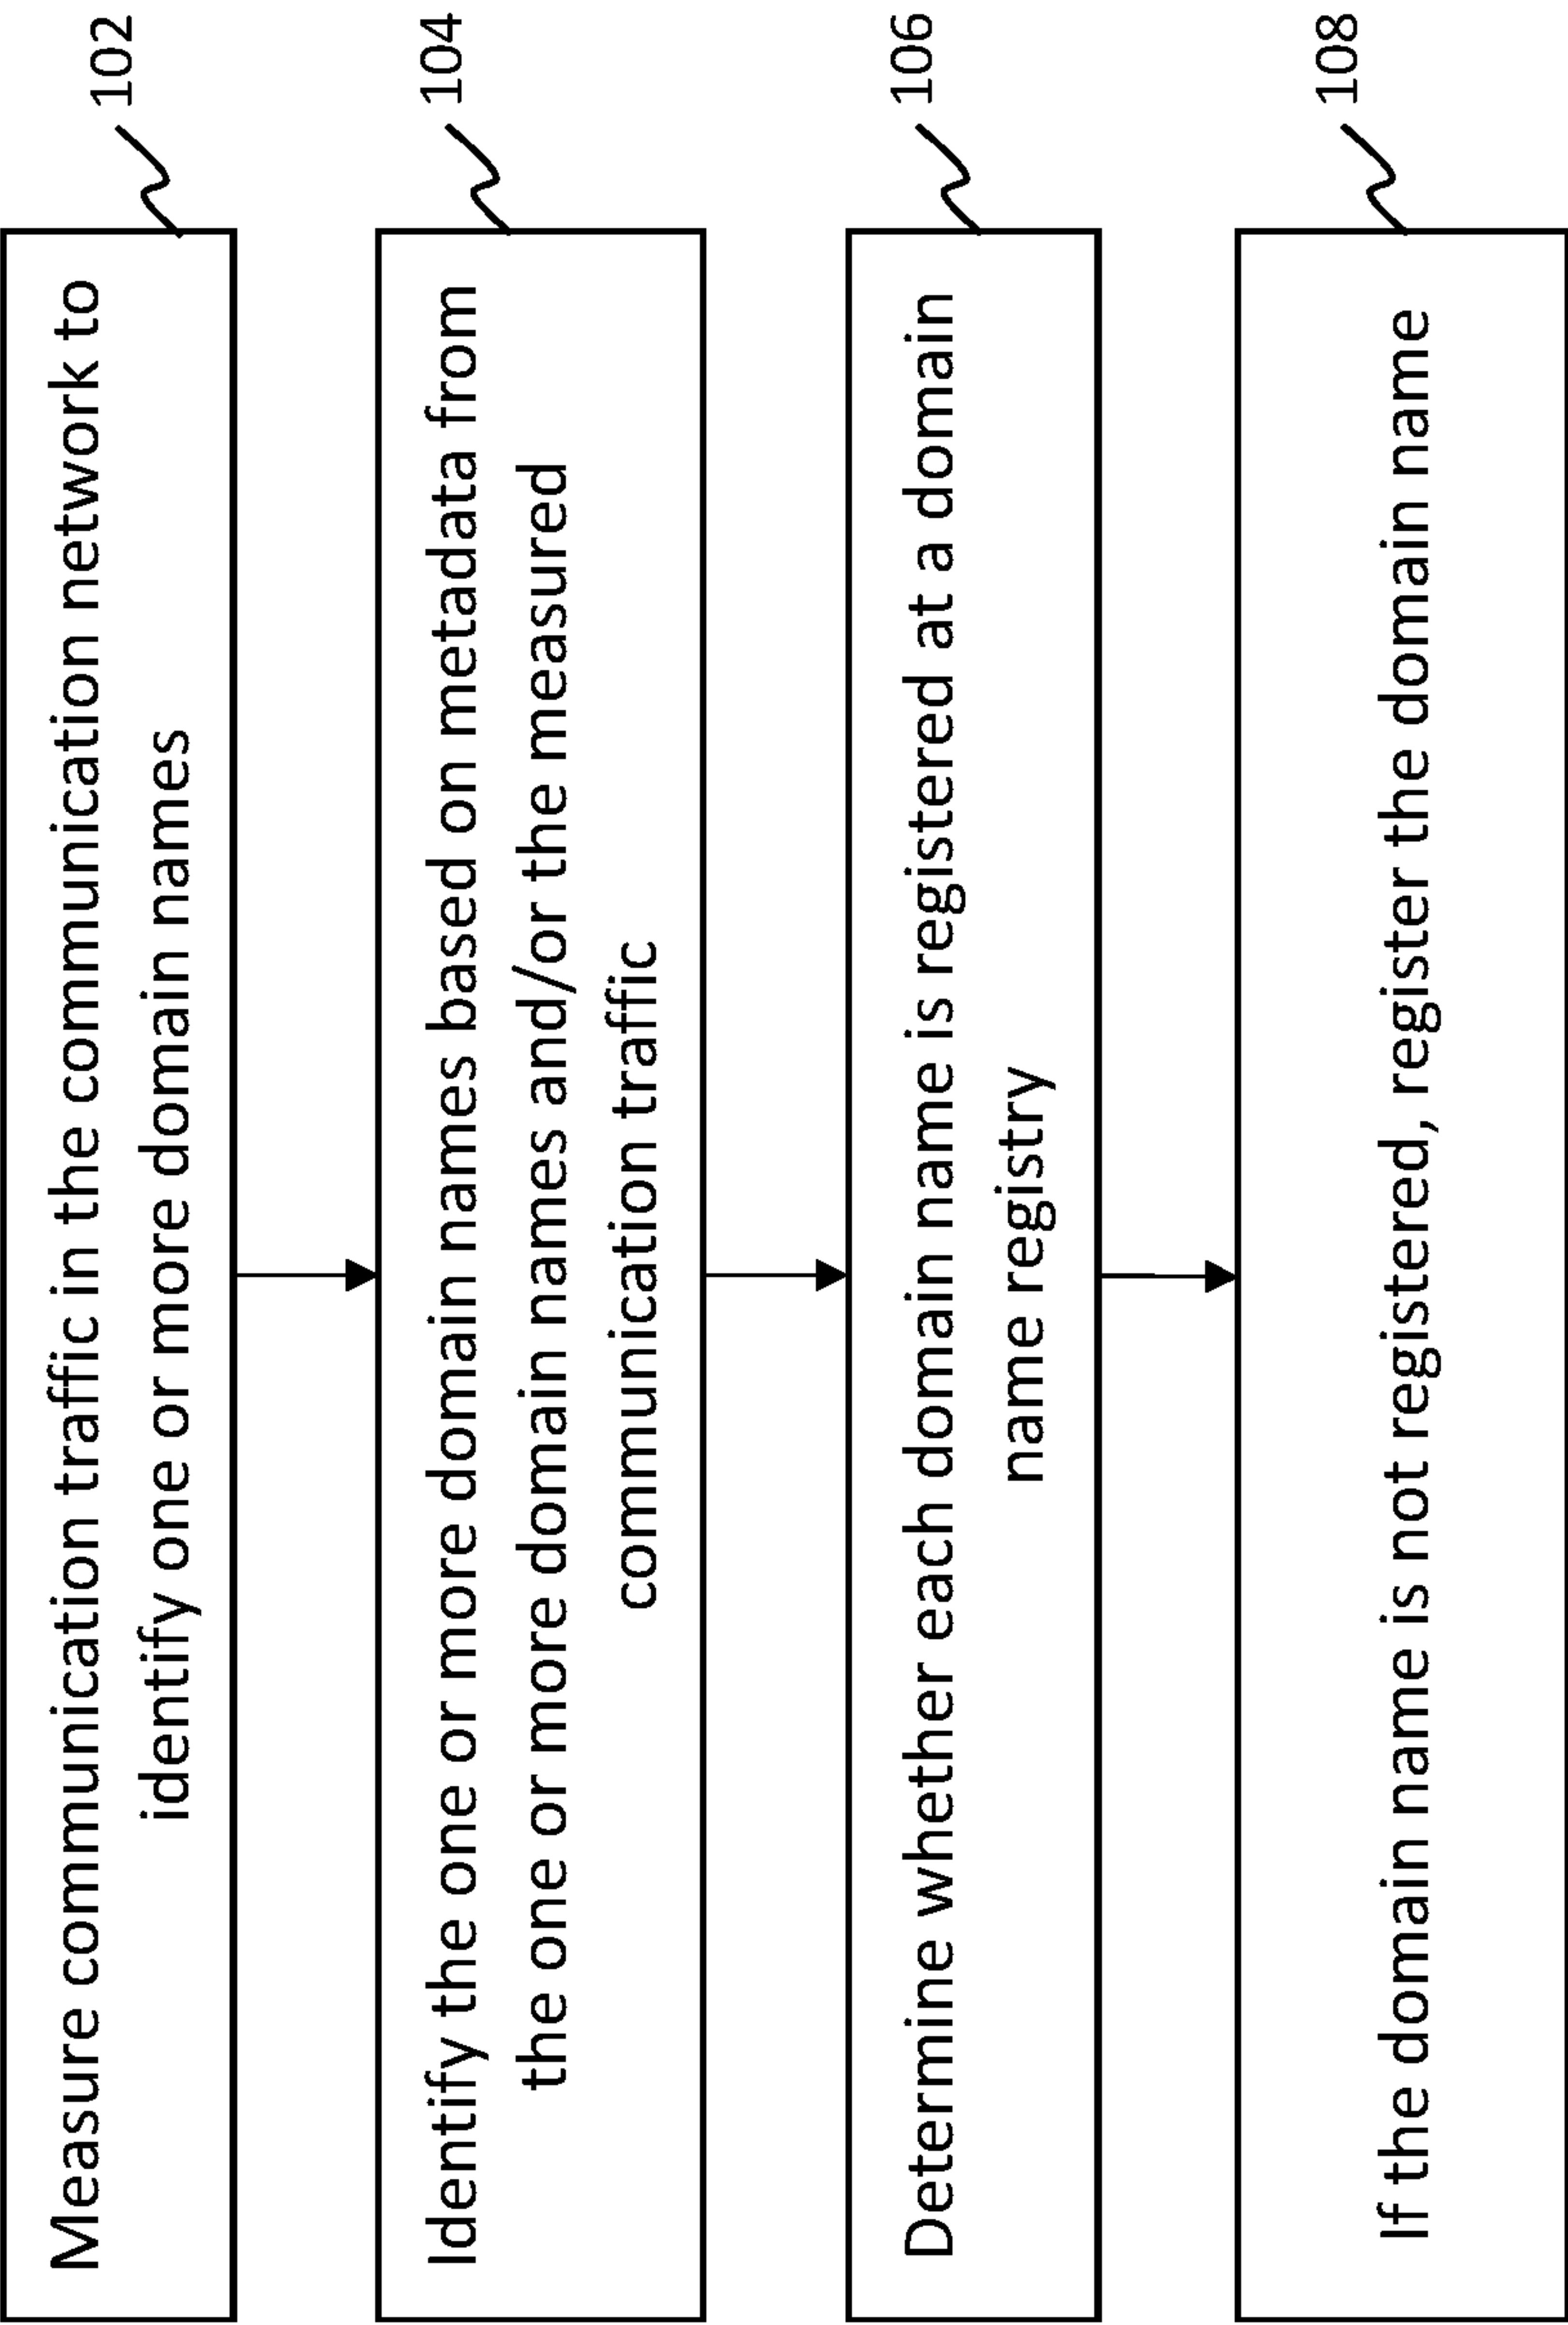 Measure communication traffic in the communication network to
identify one or more domain names
102
Identify the one or more domain names based on metadata from
the one or more domain names and/or the measured
communication traffic
104
Determine whether each domain name is registered at a domain
name registry
106
If the domain name is not registered, register the domain name
108